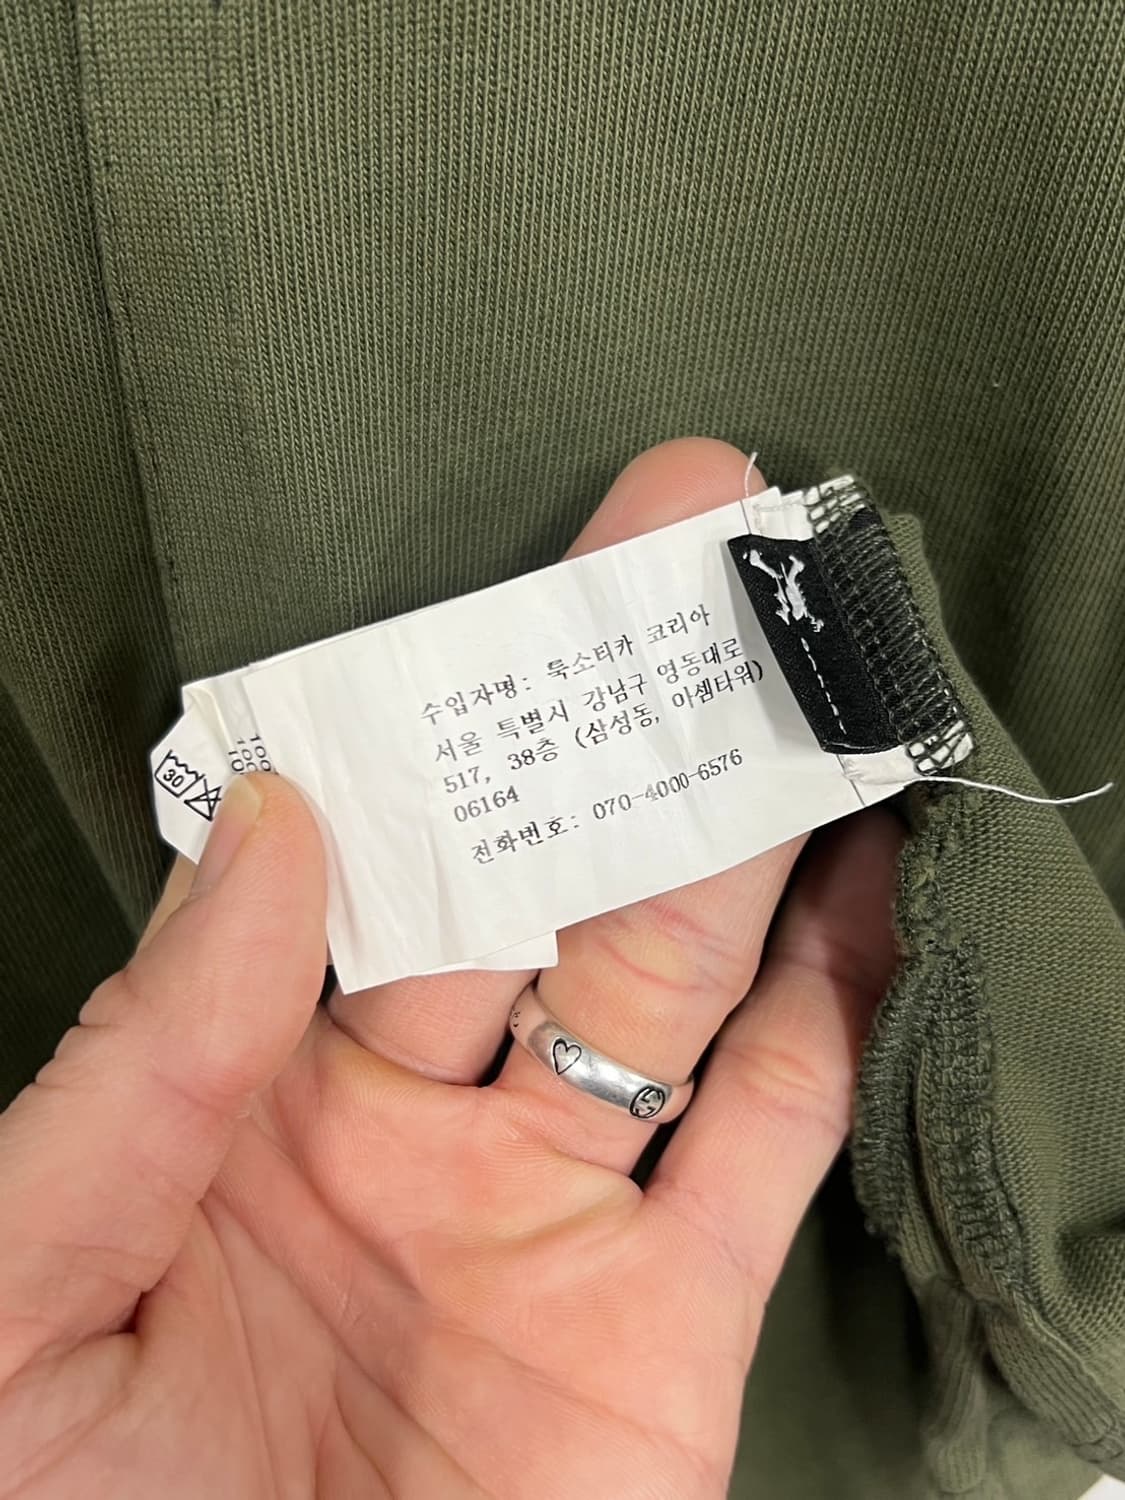 수입자명: 룩소티카 코리아
서울 특별시 강남구 영동대로
517, 38층 (삼성동, 아셈타워)
06164
전화번호: 070-4000-6576
30